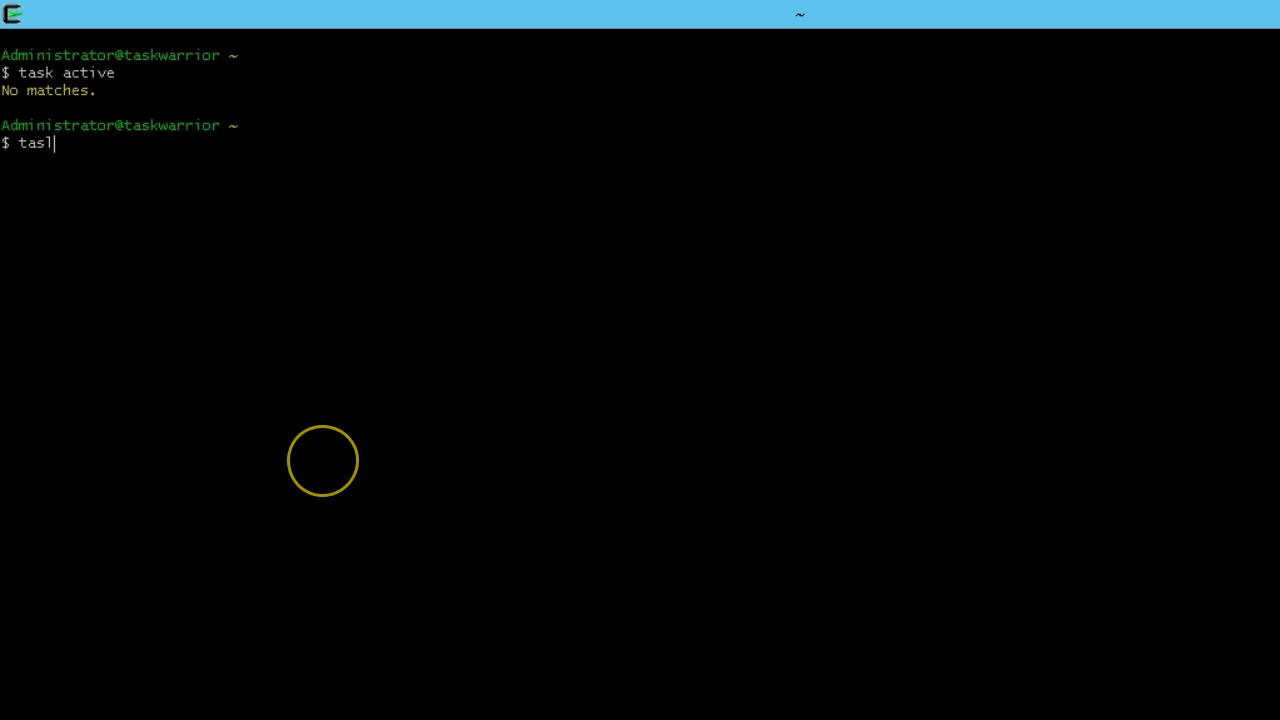 ~
Administrator@taskwarrior ~
$ task active
No matches.
Administrator@taskwarrior ~
$ tasl